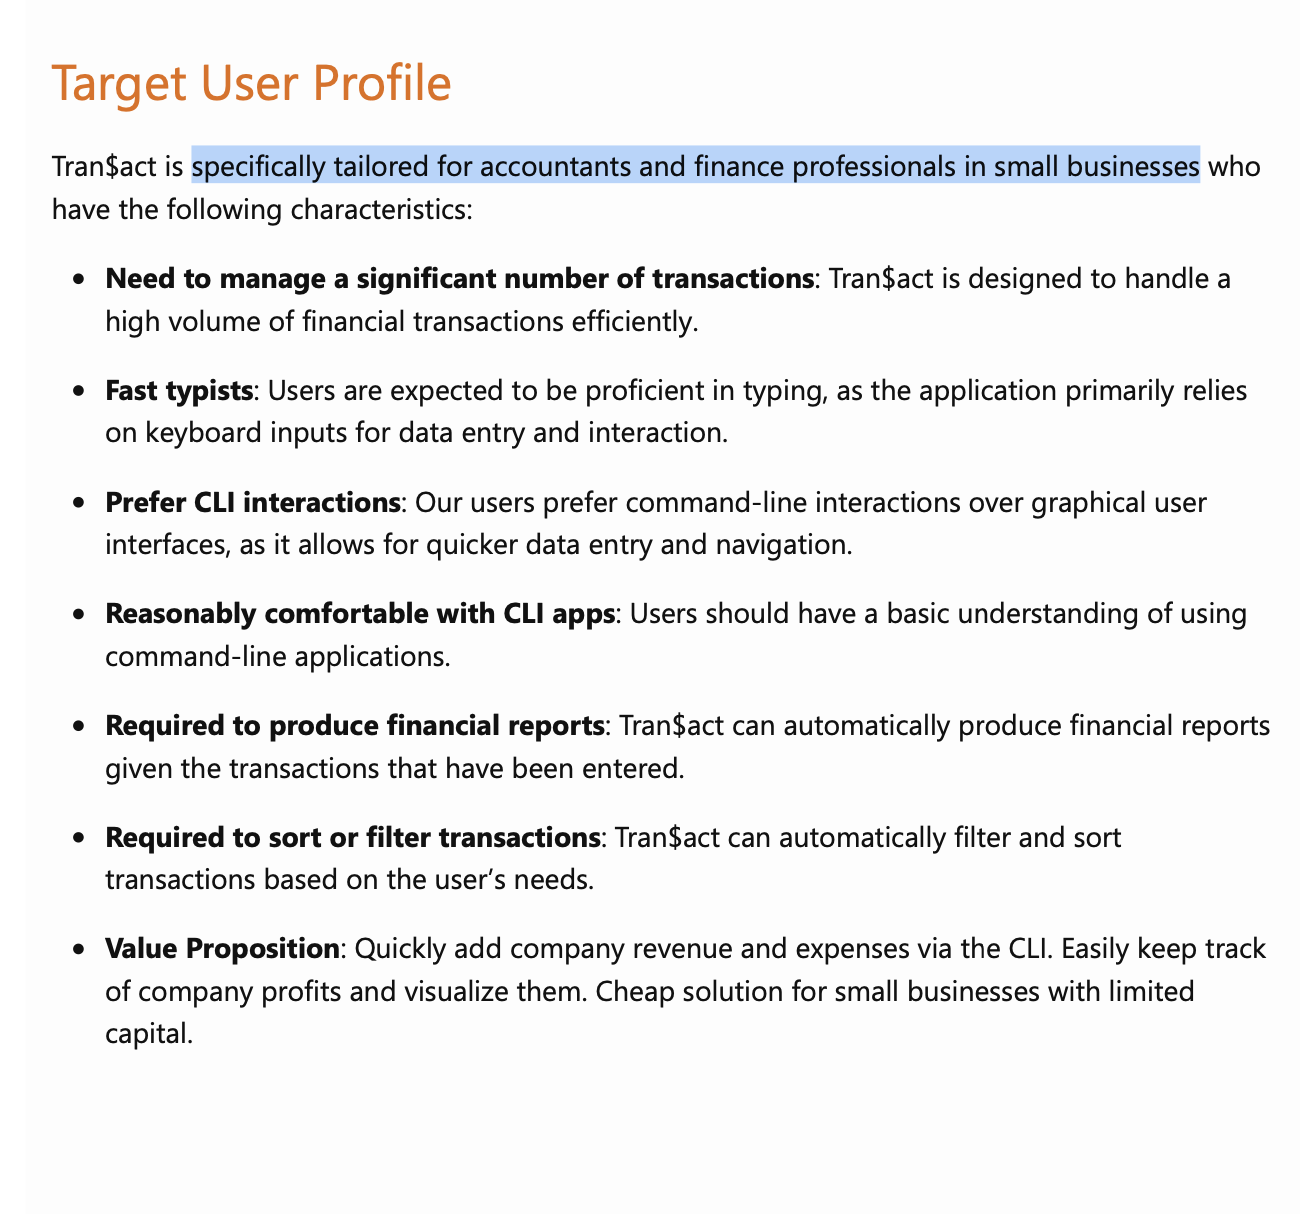 Target User Profile
Tran$act is specifically tailored for accountants and finance professionals in small businesses who
have the following characteristics:
• Need to manage a significant number of transactions: Tran$act is designed to handle a
high volume of financial transactions efficiently.
• Fast typists: Users are expected to be proficient in typing, as the application primarily relies
on keyboard inputs for data entry and interaction.
• Prefer CLI interactions: Our users prefer command-line interactions over graphical user
interfaces, as it allows for quicker data entry and navigation.
• Reasonably comfortable with CLI apps: Users should have a basic understanding of using
command-line applications.
• Required to produce financial reports: Tran$act can automatically produce financial reports
given the transactions that have been entered.
• Required to sort or filter transactions: Tran$act can automatically filter and sort
transactions based on the user’s needs.
• Value Proposition: Quickly add company revenue and expenses via the CLI. Easily keep track
of company profits and visualize them. Cheap solution for small businesses with limited
capital.